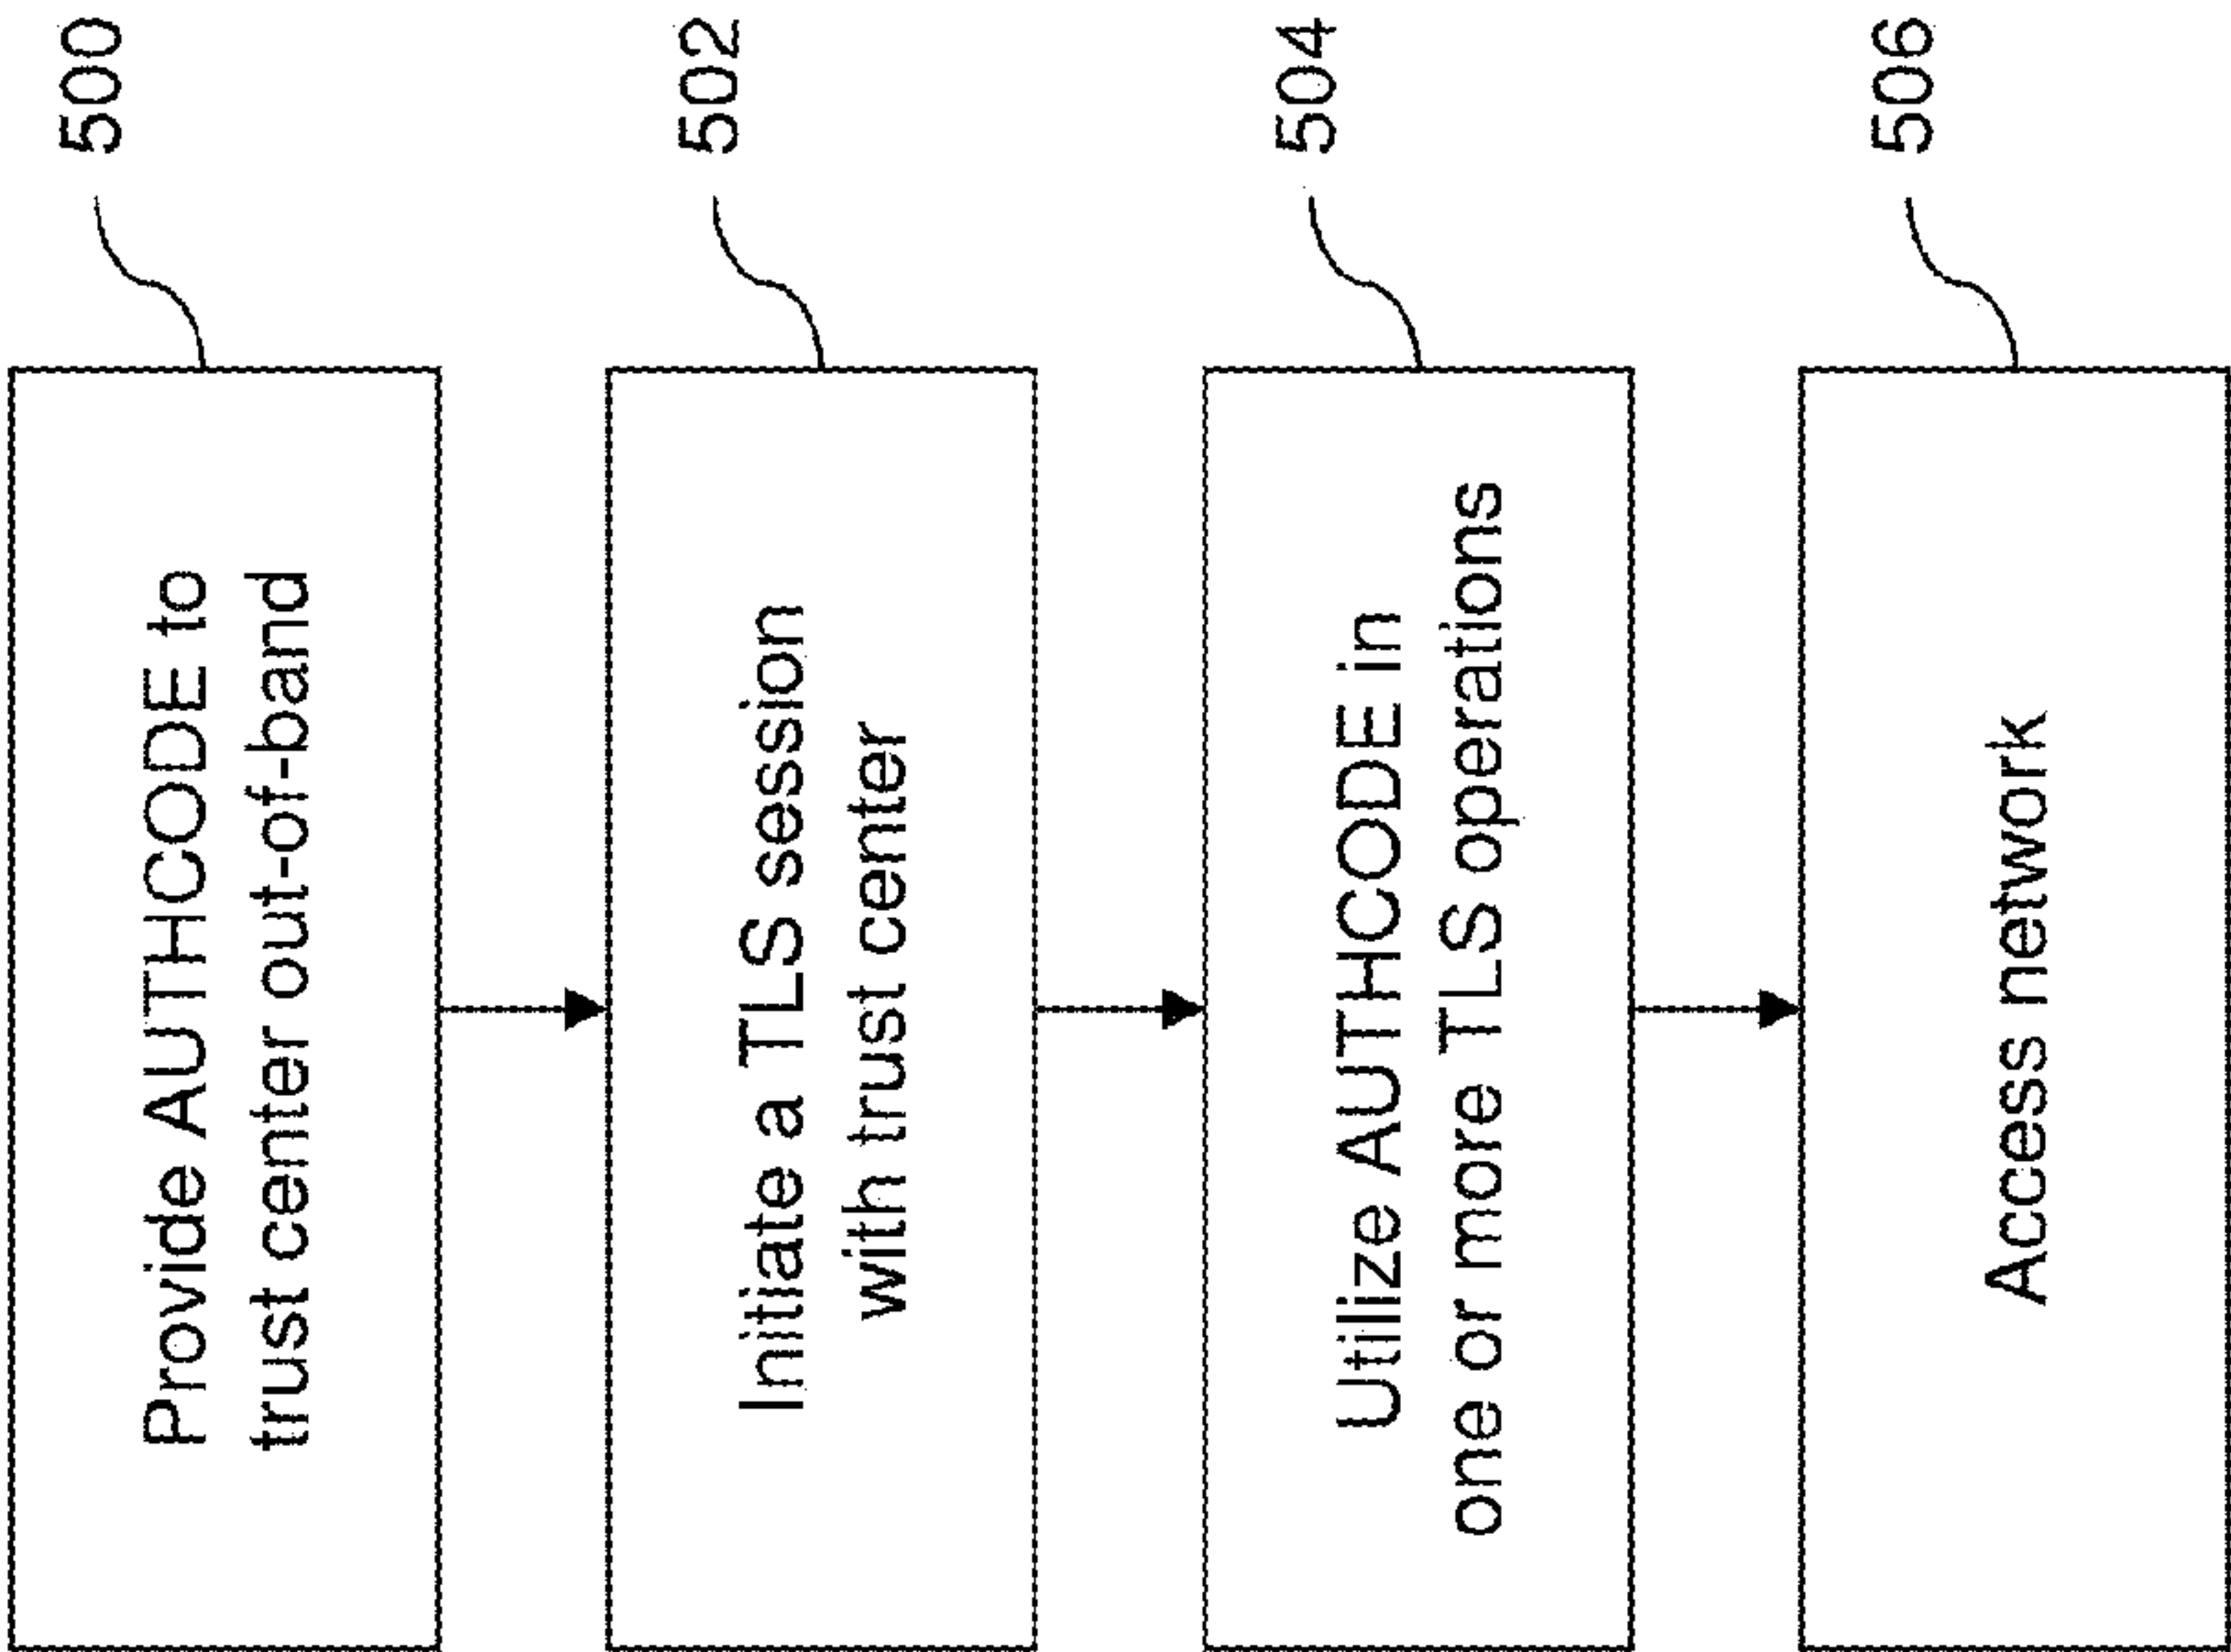 500
Provide AUTHCODE to
trust center out-of-band
502
Initiate a TLS session
with trust center
504
Utilize AUTHCODE in
one or more TLS operations
506
Access network